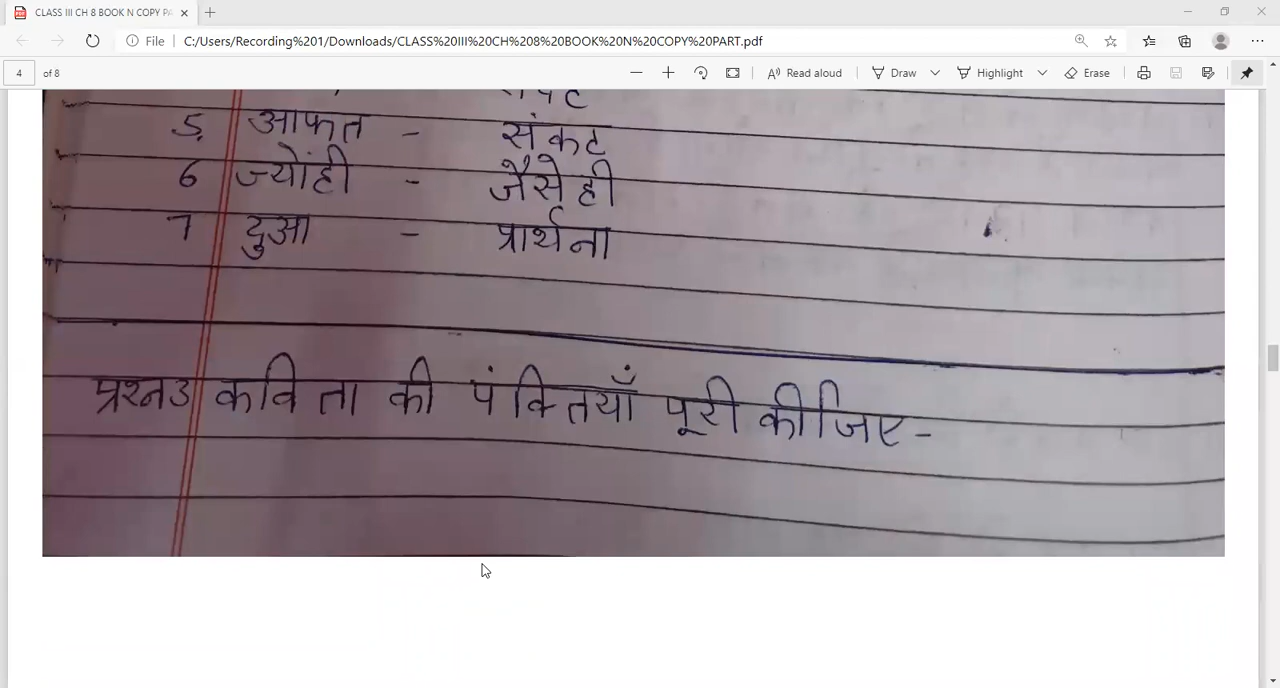 CLASS III CH 8 BOOK N COPY PA
File C:/Users/Recording%201/Downloads/CLASS%20III%20CH%208%20BOOK%20N%20COPY%20PART.pdf
4 of 8 Read aloud Draw Highlight Erase
5. आफत - संकट
6 ज्योंही - जैसे ही
7 दुआ - प्रार्थना
प्रश्न3 कविता की पंक्तियाँ पूरी कीजिए-